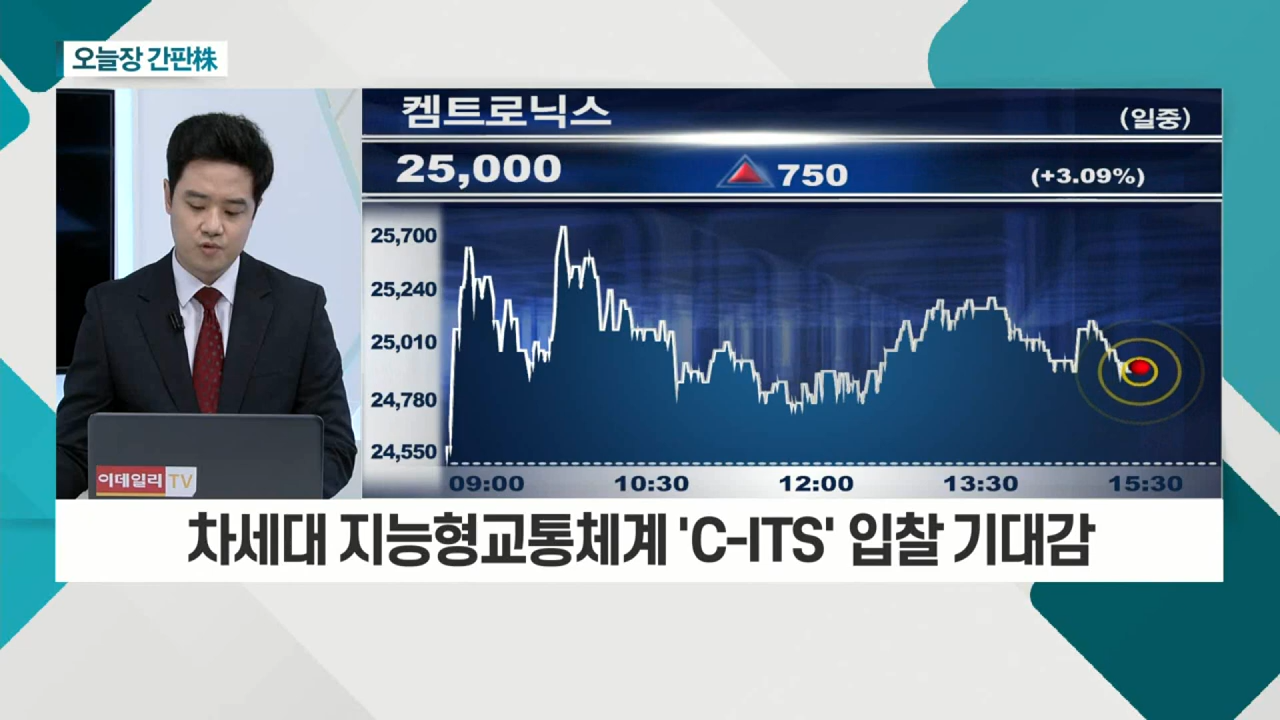 오늘장 간판株
켐트로닉스 (일중)
25,000 ▲ 750 (+3.09%)
25,700
25,240
25,010
24,780
24,550
09:00 10:30 12:00 13:30 15:30
이데일리 TV
차세대 지능형교통체계 'C-ITS' 입찰 기대감